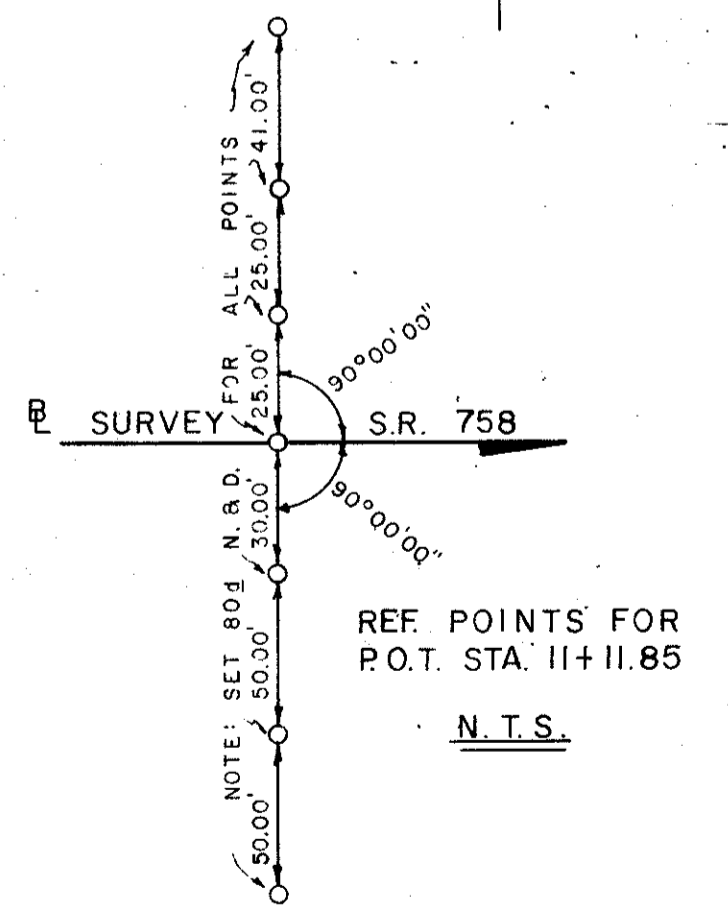 41.00'
25.00'
25.00'
90°00'00"
℄ SURVEY S.R. 758
90°00'00"
30.00'
50.00'
50.00'
NOTE: SET 80d N. & D. FOR ALL POINTS
REF. POINTS FOR
P.O.T. STA. 11+11.85
N.T.S.